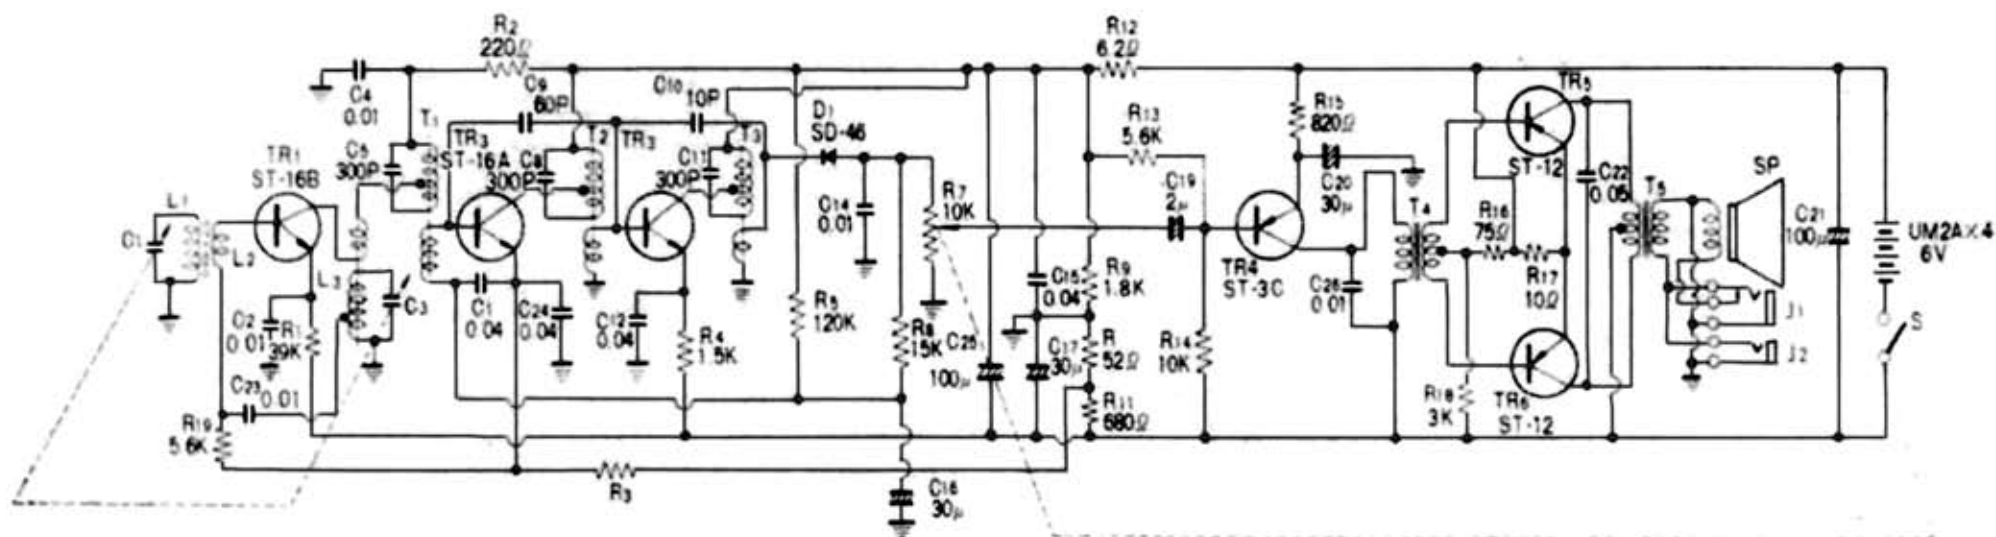 R12
6.2Ω
R2
220Ω
C9
60P
C10
10P
C4
0.01
T1
TR3
ST-16A
T2
TR3
T3
D1
SD-46
R13
5.6K
R15
820Ω
TR5
ST-12
SP
C5
300P
C8
300P
C11
300P
TR1
ST-16B
L1
C1
L2
L3
C3
C14
0.01
R7
10K
C19
2μ
C20
30μ
T4
R16
75Ω
C22
0.05
T5
C21
100μ
UM2A×4
6V
TR4
ST-3C
C26
0.01
R17
10Ω
C15
0.04
R9
1.8K
C2
0.01
R1
39K
C1
0.04
C24
0.04
C12
0.04
R4
1.5K
R5
120K
R8
15K
C25
100μ
C17
30μ
R
52Ω
R14
10K
J1
S
J2
R11
680Ω
R18
3K
TR6
ST-12
C23
0.01
R19
5.6K
R3
C16
30μ